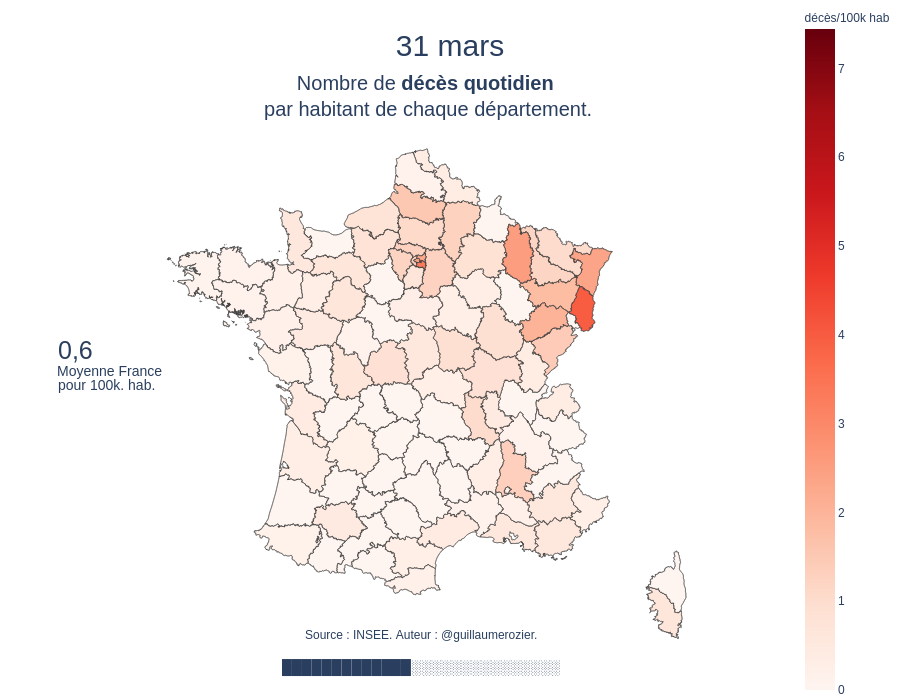 décès/100k hab
31 mars
Nombre de décès quotidien
par habitant de chaque département.
7
6
5
4
3
2
1
0
0,6
Moyenne France
pour 100k. hab.
Source : INSEE. Auteur : @guillaumerozier.